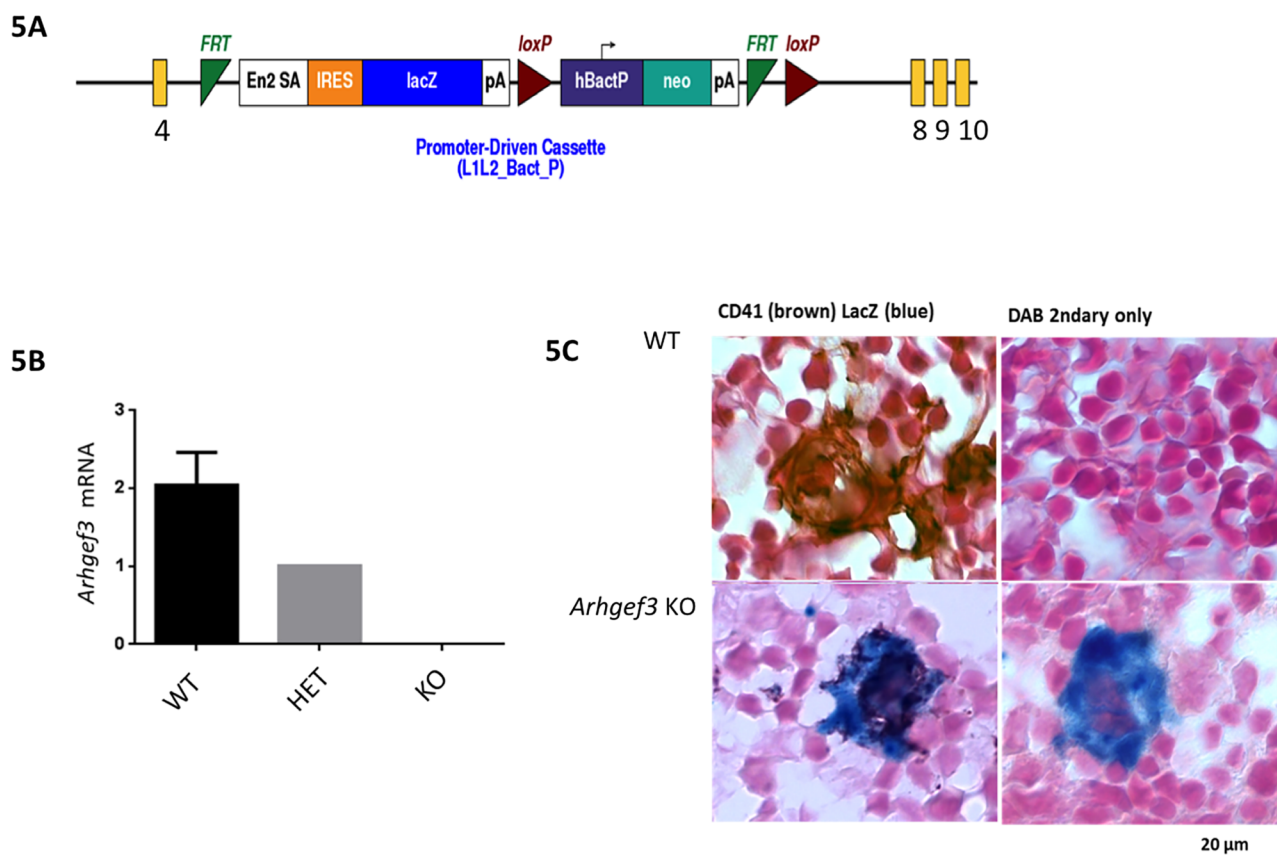 5A
FRT
loxP
FRT
loxP
En2 SA
IRES
lacZ
pA
hBactP
neo
pA
4
8
9
10
Promoter-Driven Cassette
(L1L2_Bact_P)
5B
Arhgef3 mRNA
3
2
1
0
WT
HET
KO
5C
CD41 (brown) LacZ (blue)
DAB 2ndary only
WT
Arhgef3 KO
20 µm